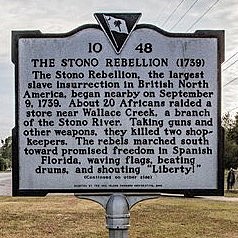 10 48
THE STONO REBELLION (1739)
The Stono Rebellion, the largest
slave insurrection in British North
America, began nearby on September
9, 1739. About 20 Africans raided a
store near Wallace Creek, a branch
of the Stono River. Taking guns and
other weapons, they killed two shop-
keepers. The rebels marched south
toward promised freedom in Spanish
Florida, waving flags, beating
drums, and shouting "Liberty!"
(Continued on other side)